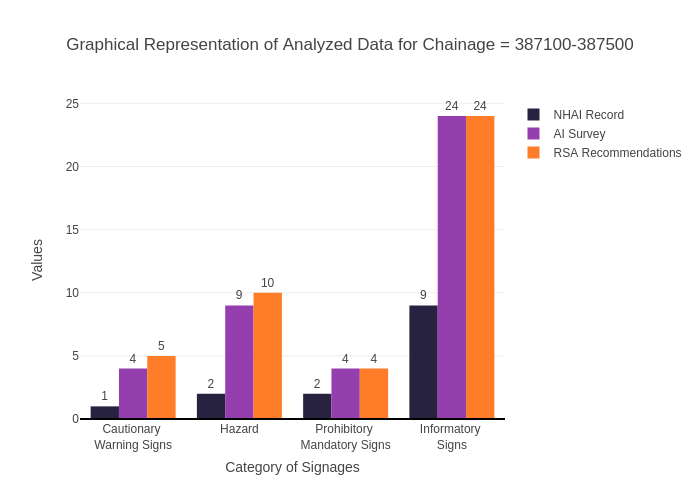 Graphical Representation of Analyzed Data for Chainage = 387100-387500
NHAI Record
AI Survey
RSA Recommendations
Values
25
20
15
10
5
0
1
4
5
2
9
10
2
4
4
9
24
24
Cautionary
Warning Signs
Hazard
Prohibitory
Mandatory Signs
Informatory
Signs
Category of Signages